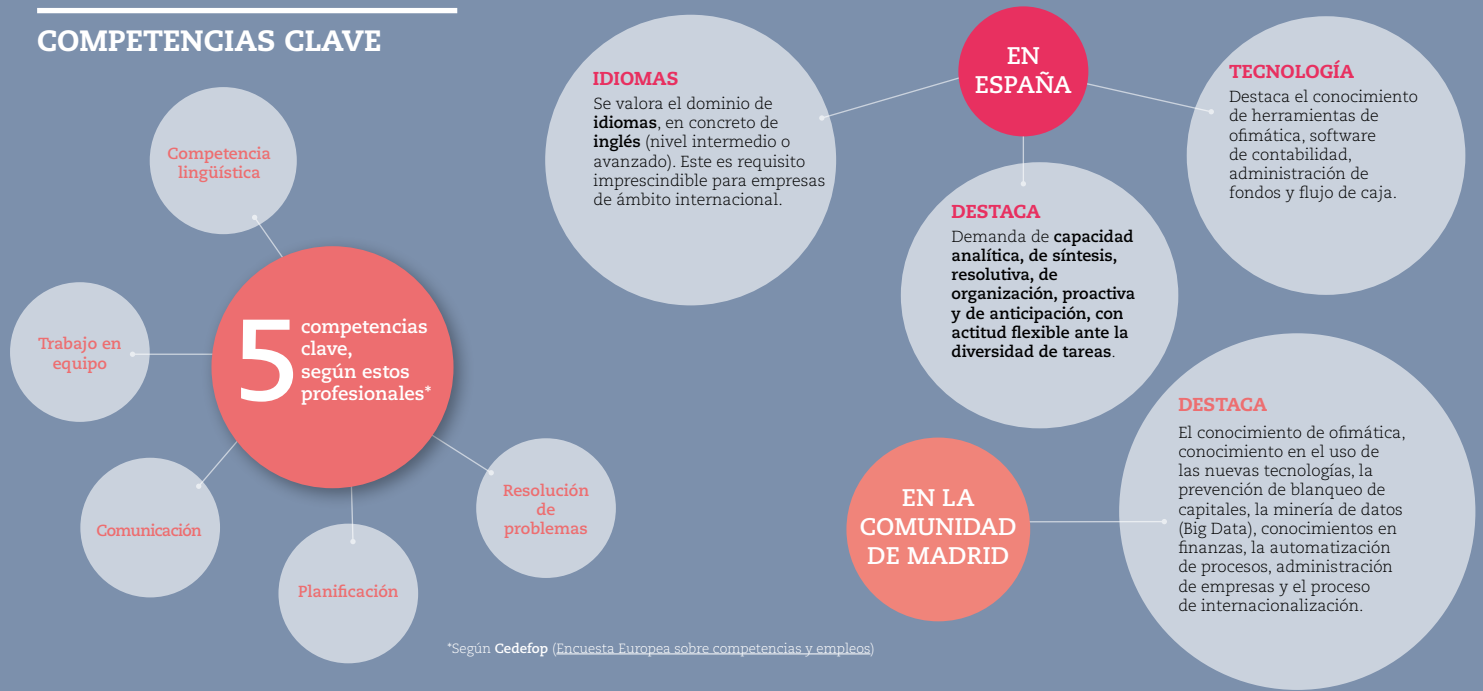 COMPETENCIAS CLAVE
Competencia
lingüística
Trabajo en
equipo
5
competencias
clave,
según estos
profesionales*
Comunicación
Planificación
Resolución
de
problemas
*Según Cedefop (Encuesta Europea sobre competencias y empleos)
EN
ESPAÑA
IDIOMAS
Se valora el dominio de
idiomas, en concreto de
inglés (nivel intermedio o
avanzado). Este es requisito
imprescindible para empresas
de ámbito internacional.
DESTACA
Demanda de capacidad
analítica, de síntesis,
resolutiva, de
organización, proactiva
y de anticipación, con
actitud flexible ante la
diversidad de tareas.
TECNOLOGÍA
Destaca el conocimiento
de herramientas de
ofimática, software
de contabilidad,
administración de
fondos y flujo de caja.
EN LA
COMUNIDAD
DE MADRID
DESTACA
El conocimiento de ofimática,
conocimiento en el uso de
las nuevas tecnologías, la
prevención de blanqueo de
capitales, la minería de datos
(Big Data), conocimientos en
finanzas, la automatización
de procesos, administración
de empresas y el proceso
de internacionalización.